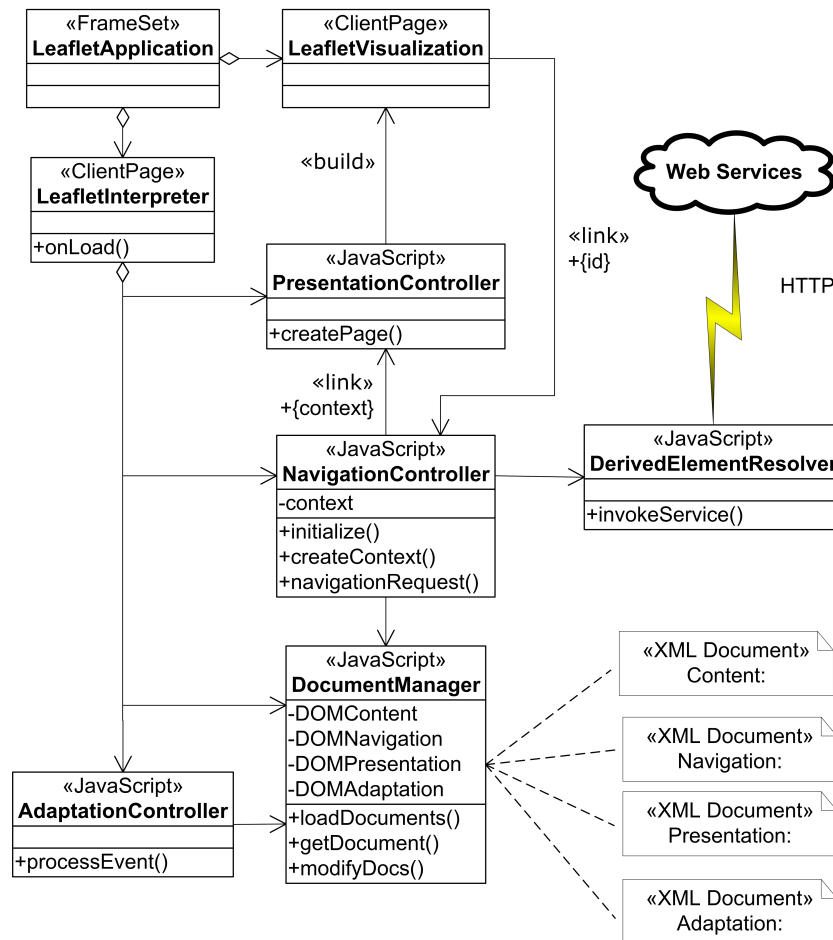 «FrameSet»
LeafletApplication
«ClientPage»
LeafletVisualization
«ClientPage»
LeafletInterpreter
+onLoad()
«build»
Web Services
«link»
+{id}
HTTP
«JavaScript»
PresentationController
+createPage()
«link»
+{context}
«JavaScript»
NavigationController
-context
+initialize()
+createContext()
+navigationRequest()
«JavaScript»
DerivedElementResolver
+invokeService()
«JavaScript»
DocumentManager
-DOMContent
-DOMNavigation
-DOMPresentation
-DOMAdaptation
+loadDocuments()
+getDocument()
+modifyDocs()
«JavaScript»
AdaptationController
+processEvent()
«XML Document»
Content:
«XML Document»
Navigation:
«XML Document»
Presentation:
«XML Document»
Adaptation: